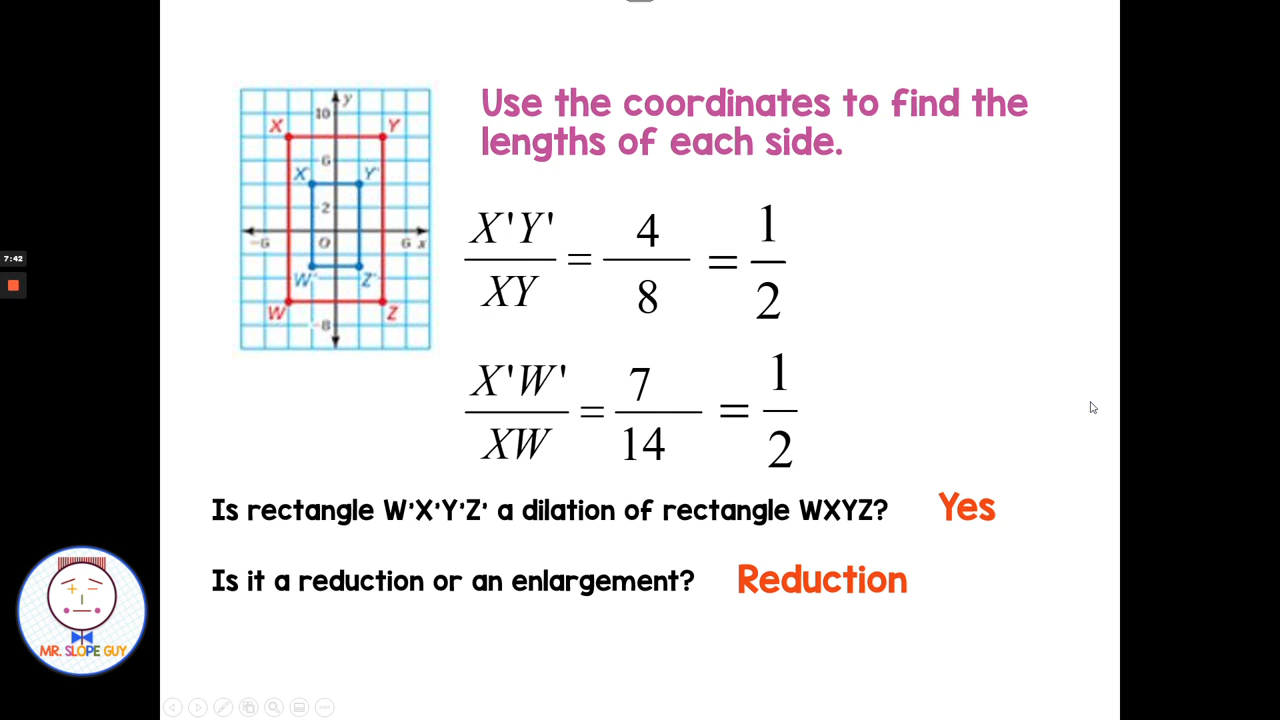 Use the coordinates to find the
lengths of each side.
y
10
X
Y
6
X'
Y'
2
-6
O
6
x
W'
Z'
W
Z
-8
X'Y'
XY
=
4
8
=
1
2
X'W'
XW
=
7
14
=
1
2
7:42
Is rectangle W'X'Y'Z' a dilation of rectangle WXYZ? Yes
Is it a reduction or an enlargement? Reduction
MR. SLOPE GUY